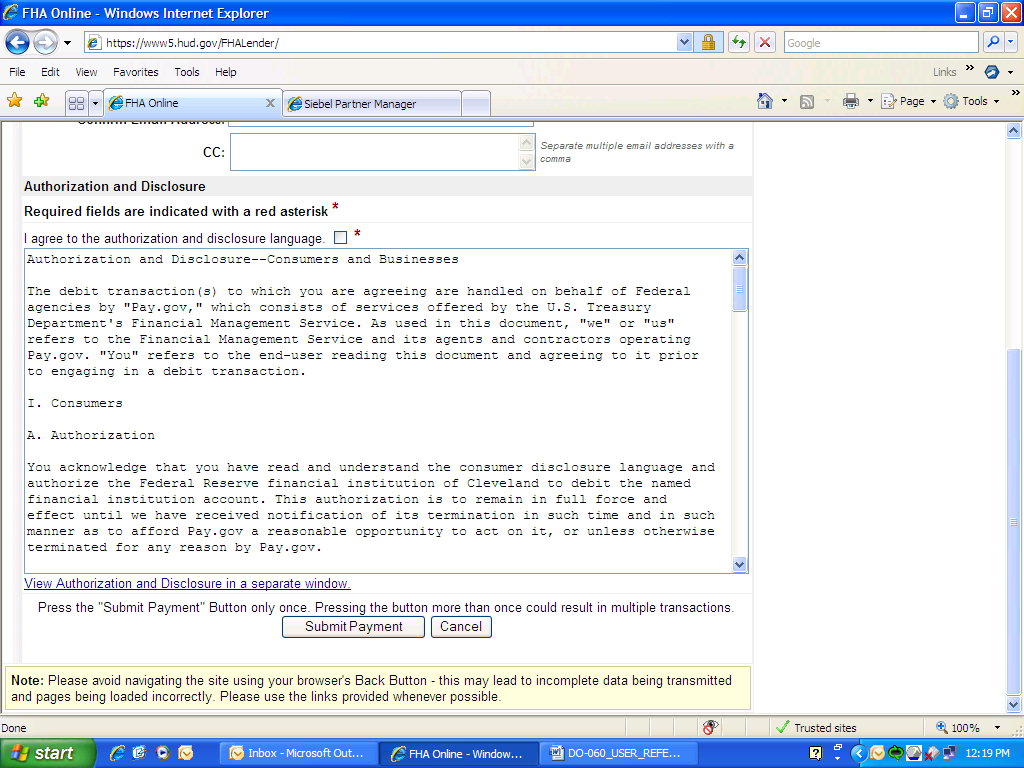 FHA Online - Windows Internet Explorer
https://www5.hud.gov/FHALender/
Google
File Edit View Favorites Tools Help
Links »
FHA Online
Siebel Partner Manager
Page
Tools
»
Confirm Email Address:
CC:
Separate multiple email addresses with a
comma
Authorization and Disclosure
Required fields are indicated with a red asterisk *
I agree to the authorization and disclosure language. *
Authorization and Disclosure--Consumers and Businesses
The debit transaction(s) to which you are agreeing are handled on behalf of Federal
agencies by "Pay.gov," which consists of services offered by the U.S. Treasury
Department's Financial Management Service. As used in this document, "we" or "us"
refers to the Financial Management Service and its agents and contractors operating
Pay.gov. "You" refers to the end-user reading this document and agreeing to it prior
to engaging in a debit transaction.
I. Consumers
A. Authorization
You acknowledge that you have read and understand the consumer disclosure language and
authorize the Federal Reserve financial institution of Cleveland to debit the named
financial institution account. This authorization is to remain in full force and
effect until we have received notification of its termination in such time and in such
manner as to afford Pay.gov a reasonable opportunity to act on it, or unless otherwise
terminated for any reason by Pay.gov.
View Authorization and Disclosure in a separate window.
Press the "Submit Payment" Button only once. Pressing the button more than once could result in multiple transactions.
Submit Payment Cancel
Note: Please avoid navigating the site using your browser's Back Button - this may lead to incomplete data being transmitted
and pages being loaded incorrectly. Please use the links provided whenever possible.
Done
Trusted sites
100%
start
Inbox - Microsoft Out...
FHA Online - Window...
DO-060_USER_REFE...
12:19 PM